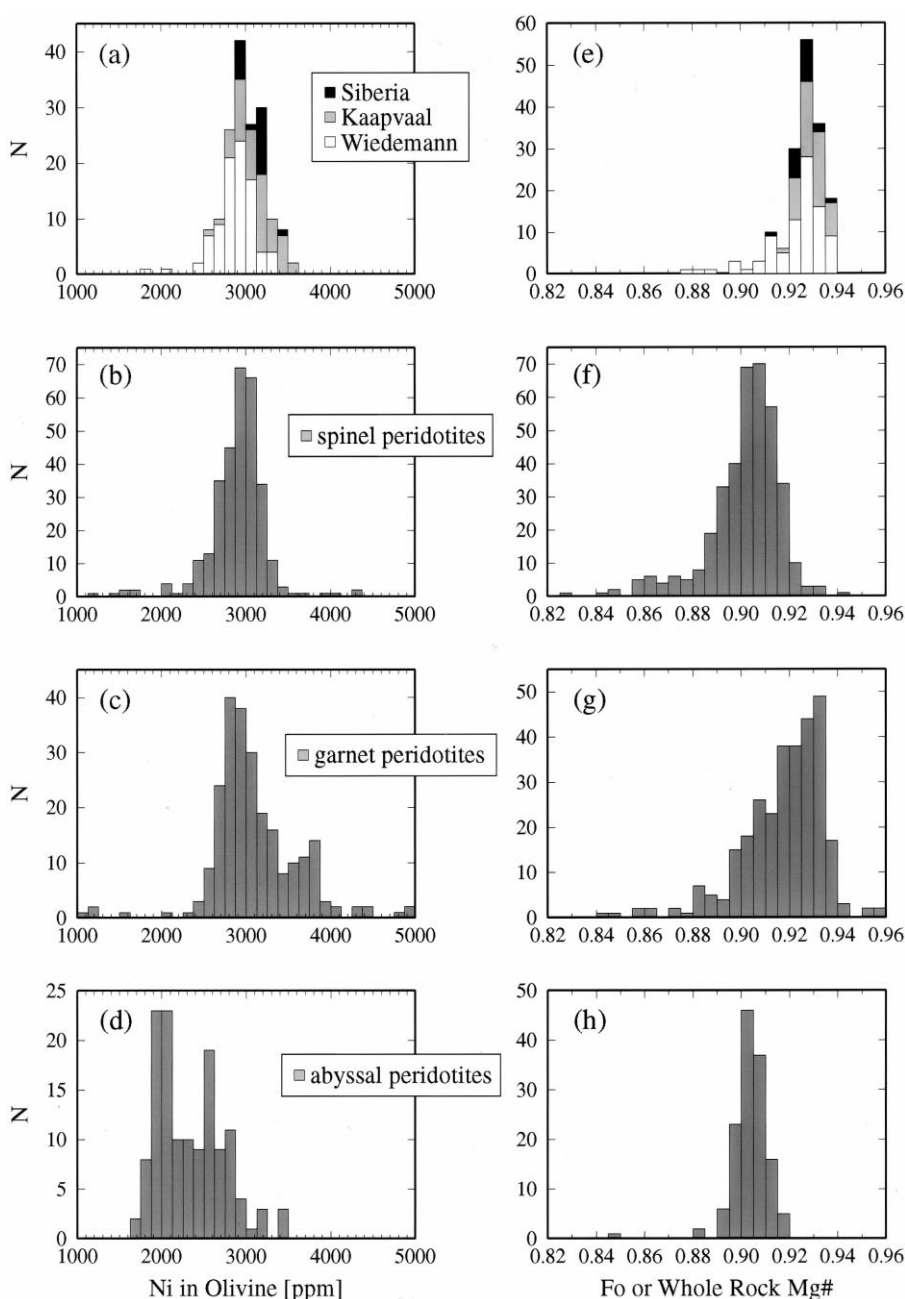 (a)
N
40
30
20
10
0
1000 2000 3000 4000 5000
Siberia
Kaapvaal
Wiedemann
(e)
60
50
40
30
20
10
0
0.82 0.84 0.86 0.88 0.90 0.92 0.94 0.96
(b)
N
70
60
50
40
30
20
10
0
1000 2000 3000 4000 5000
spinel peridotites
(f)
70
60
50
40
30
20
10
0
0.82 0.84 0.86 0.88 0.90 0.92 0.94 0.96
(c)
N
40
30
20
10
0
1000 2000 3000 4000 5000
garnet peridotites
(g)
50
40
30
20
10
0
0.82 0.84 0.86 0.88 0.90 0.92 0.94 0.96
(d)
N
25
20
15
10
5
0
1000 2000 3000 4000 5000
Ni in Olivine [ppm]
abyssal peridotites
(h)
50
40
30
20
10
0
0.82 0.84 0.86 0.88 0.90 0.92 0.94 0.96
Fo or Whole Rock Mg#